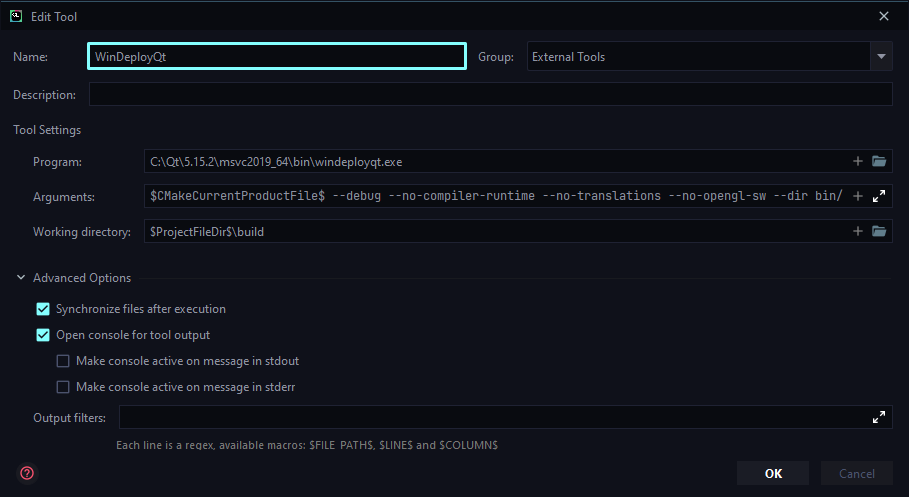 Edit Tool
Name: WinDeployQt Group: External Tools
Description:
Tool Settings
Program: C:\Qt\5.15.2\msvc2019_64\bin\windeployqt.exe
Arguments: $CMakeCurrentProductFile$ --debug --no-compiler-runtime --no-translations --no-opengl-sw --dir bin/
Working directory: $ProjectFileDir$\build
Advanced Options
Synchronize files after execution
Open console for tool output
Make console active on message in stdout
Make console active on message in stderr
Output filters:
Each line is a regex, available macros: $FILE_PATH$, $LINE$ and $COLUMN$
OK Cancel